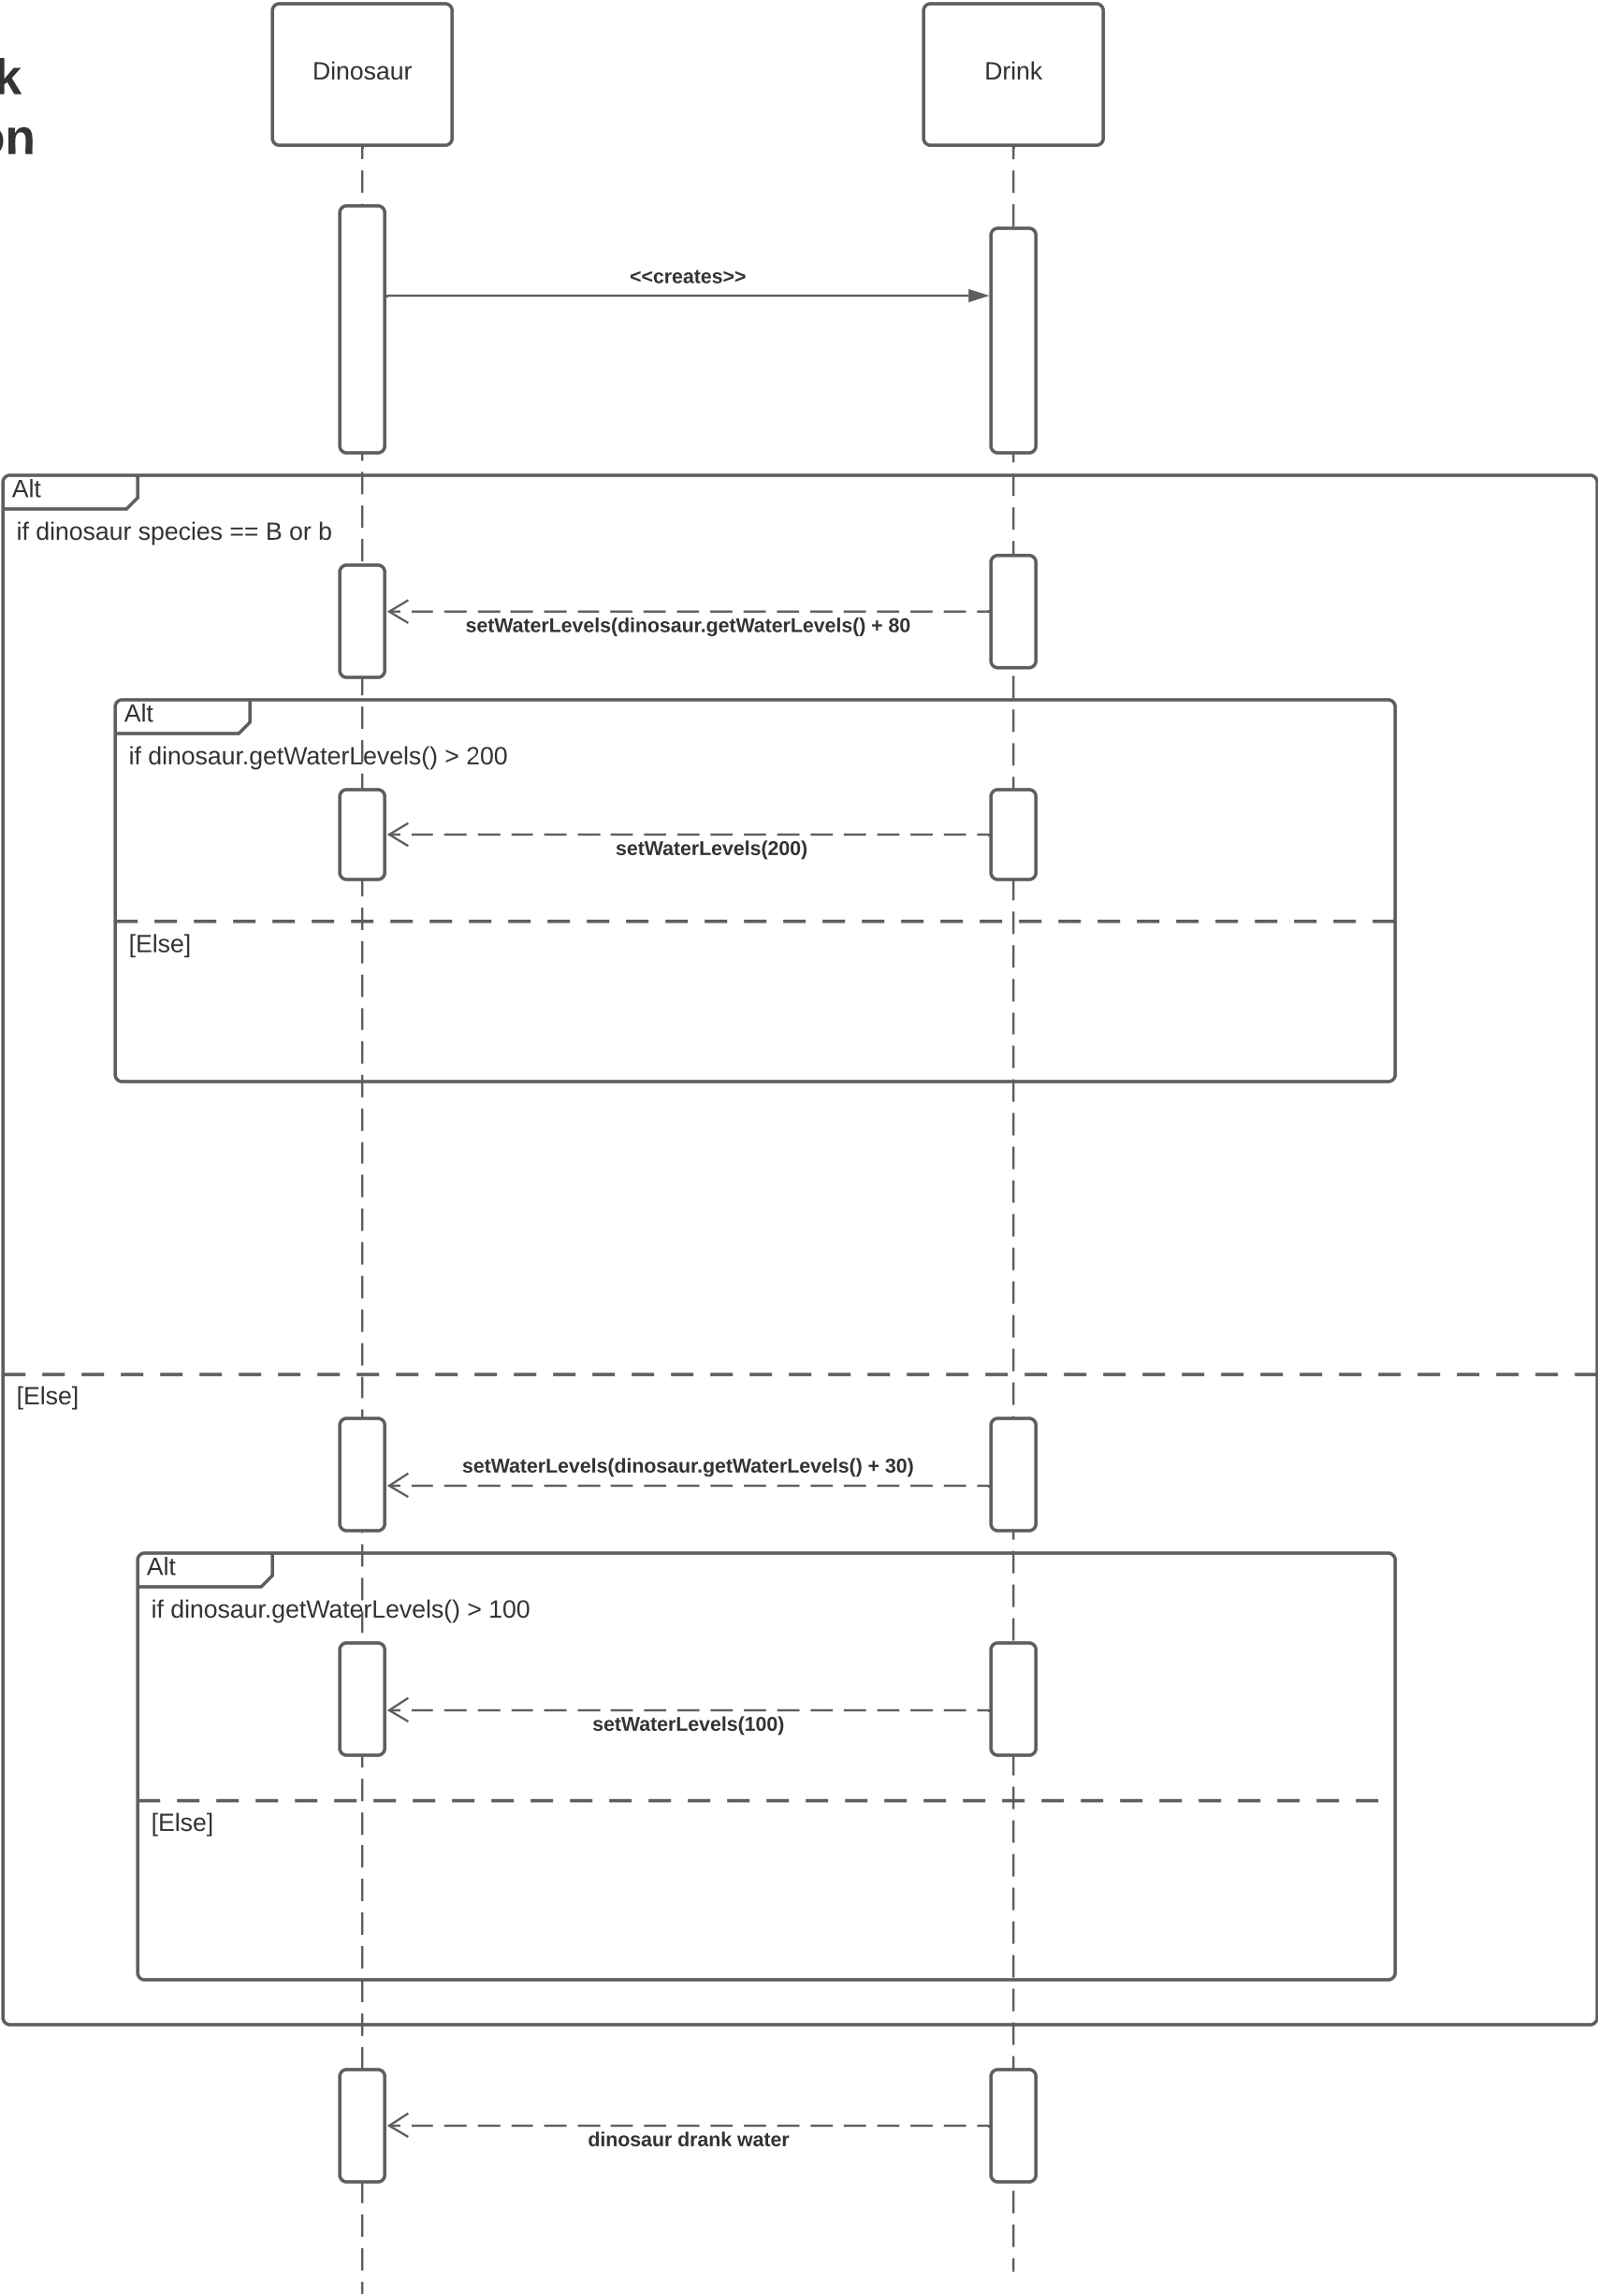 k
on
Dinosaur
Drink
<<creates>>
Alt
if dinosaur species == B or b
setWaterLevels(dinosaur.getWaterLevels() + 80
Alt
if dinosaur.getWaterLevels() > 200
setWaterLevels(200)
[Else]
[Else]
setWaterLevels(dinosaur.getWaterLevels() + 30)
Alt
if dinosaur.getWaterLevels() > 100
setWaterLevels(100)
[Else]
dinosaur drank water